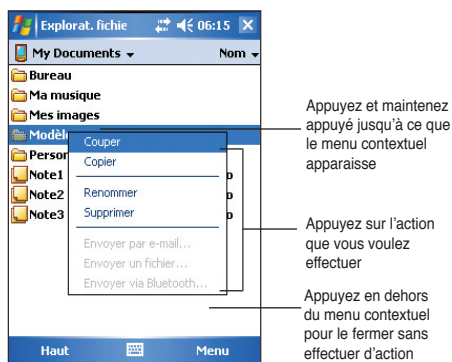 Explorat. fichie 06:15
My Documents Nom
Bureau
Ma musique
Mes images
Modèl
Couper
Person
Copier
Note1 o
Note2 Renommer o
Note3 Supprimer o
Envoyer par e-mail...
Envoyer un fichier...
Envoyer via Bluetooth...
Haut Menu
Appuyez et maintenez
appuyé jusqu'à ce que
le menu contextuel
apparaisse
Appuyez sur l'action
que vous voulez
effectuer
Appuyez en dehors
du menu contextuel
pour le fermer sans
effectuer d'action